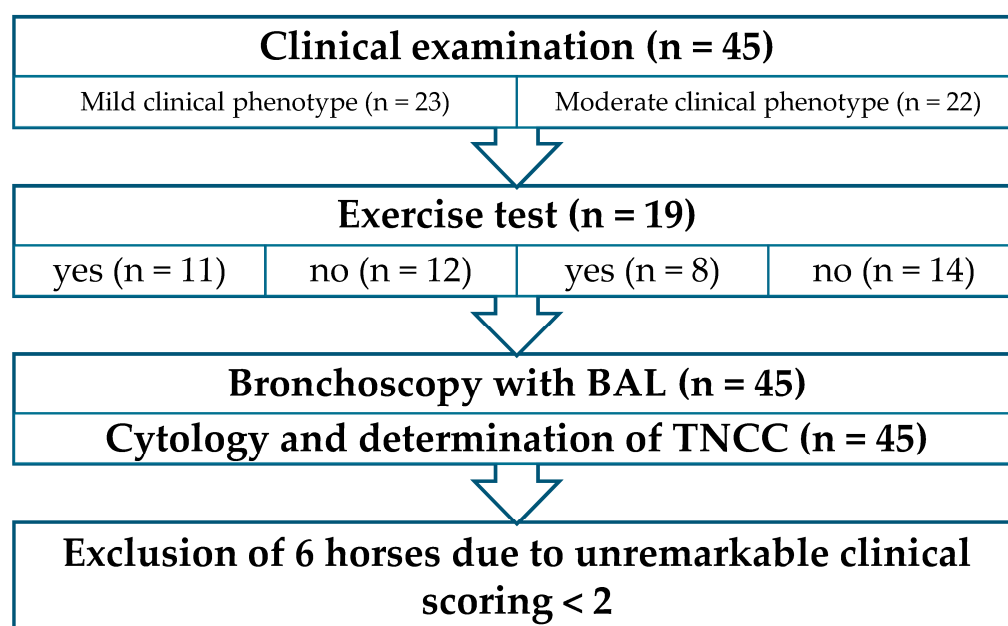 Clinical examination (n = 45)
Mild clinical phenotype (n = 23)
Moderate clinical phenotype (n = 22)
Exercise test (n = 19)
yes (n = 11)
no (n = 12)
yes (n = 8)
no (n = 14)
Bronchoscopy with BAL (n = 45)
Cytology and determination of TNCC (n = 45)
Exclusion of 6 horses due to unremarkable clinical
scoring < 2